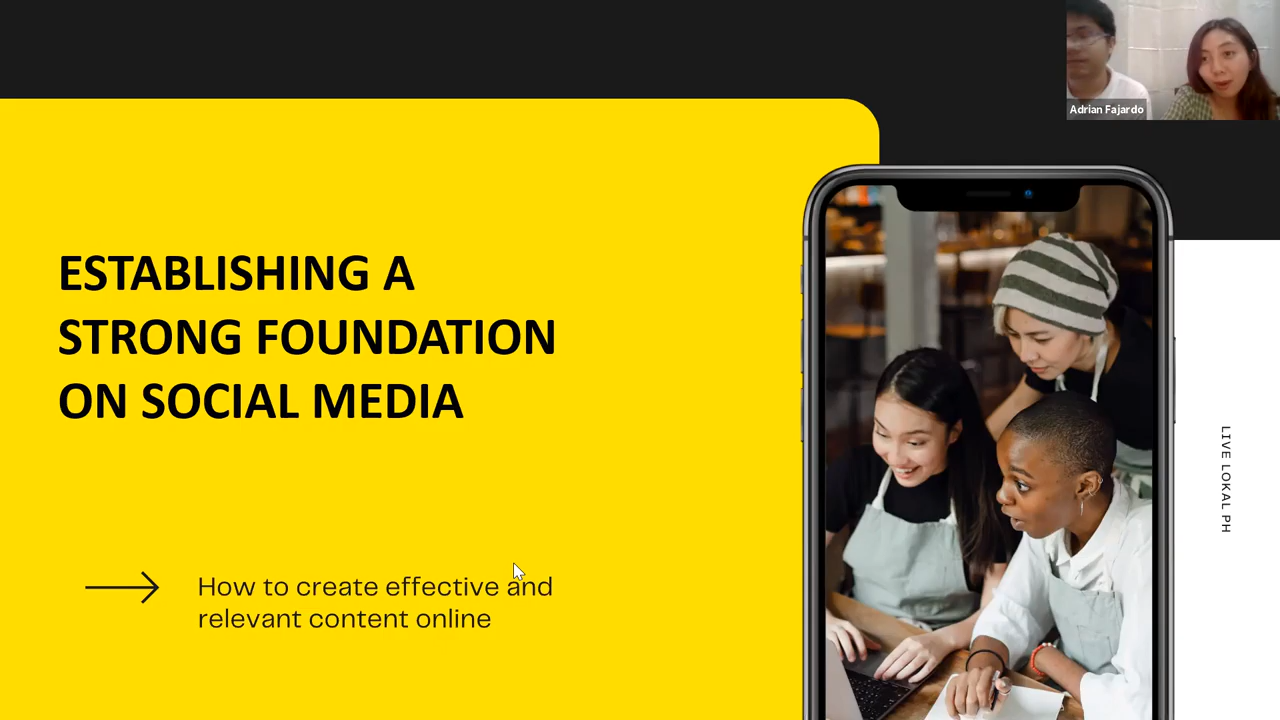 Adrian Fajardo
ESTABLISHING A
STRONG FOUNDATION
ON SOCIAL MEDIA
How to create effective and
relevant content online
LIVE LOKAL PH